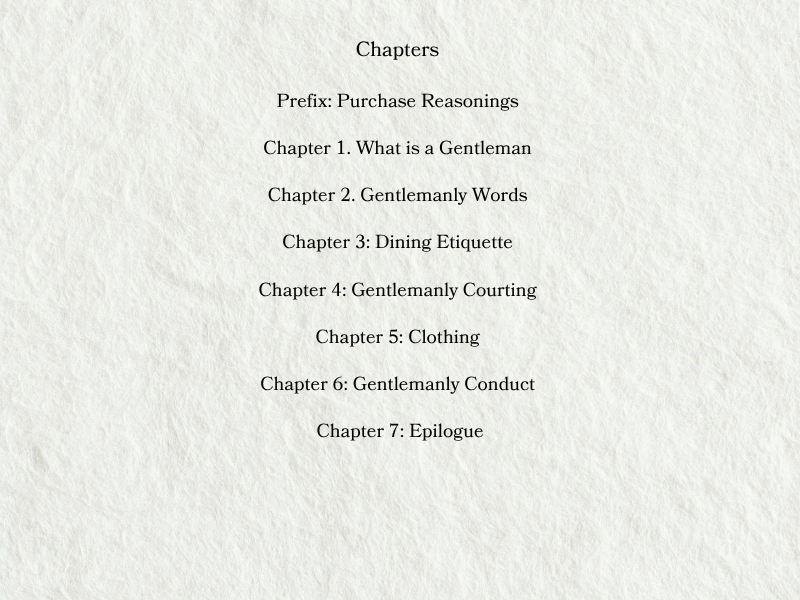 Chapters
Prefix: Purchase Reasonings
Chapter 1. What is a Gentleman
Chapter 2. Gentlemanly Words
Chapter 3: Dining Etiquette
Chapter 4: Gentlemanly Courting
Chapter 5: Clothing
Chapter 6: Gentlemanly Conduct
Chapter 7: Epilogue